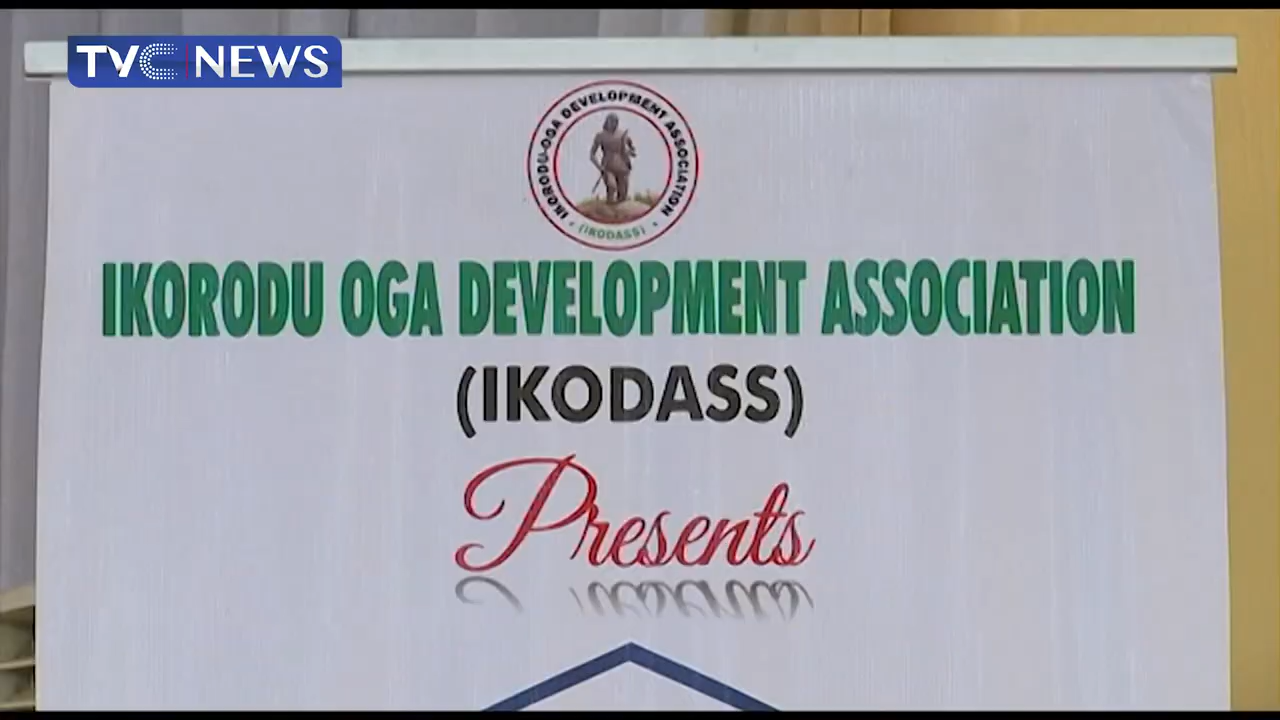 TVC NEWS
IKORODU-OGA DEVELOPMENT ASSOCIATION
(IKODASS)
IKORODU OGA DEVELOPMENT ASSOCIATION
(IKODASS)
Presents